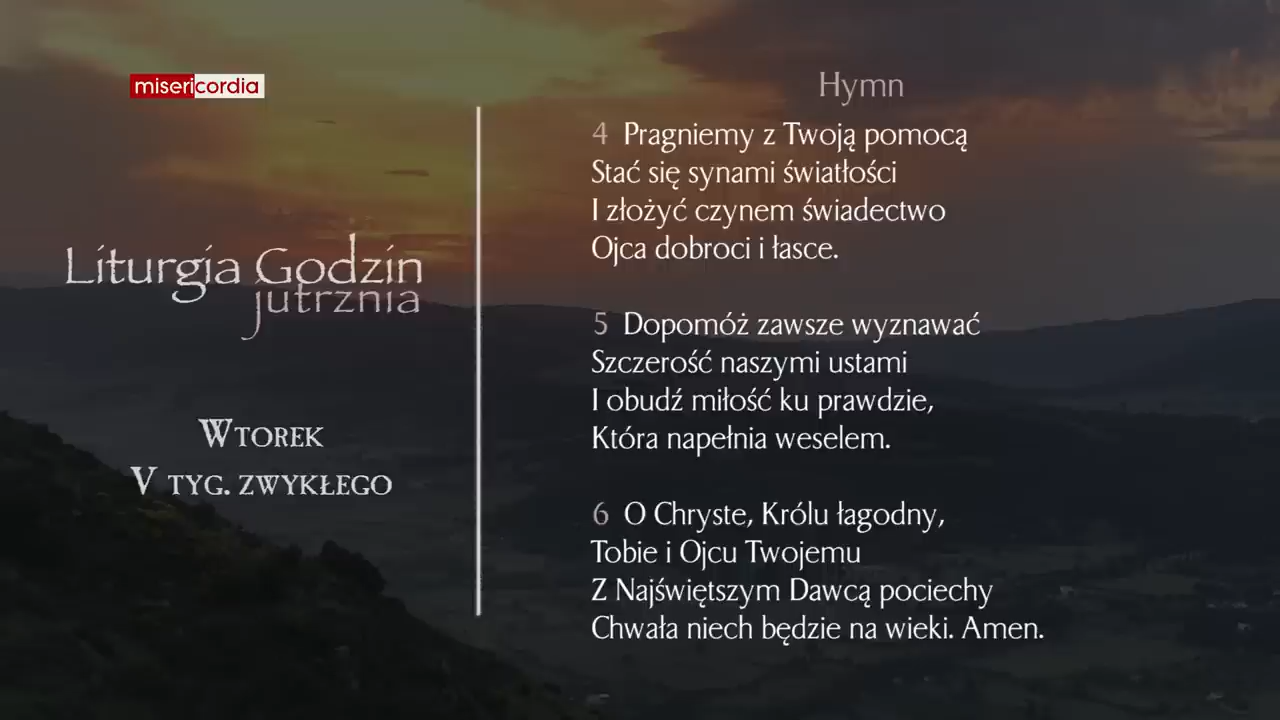 misericordia
Liturgia Godzin
jutrznia
Wtorek
V tyg. zwykłego
Hymn
4 Pragniemy z Twoją pomocą
Stać się synami światłości
I złożyć czynem świadectwo
Ojca dobroci i łasce.
5 Dopomóż zawsze wyznawać
Szczerość naszymi ustami
I obudź miłość ku prawdzie,
Która napełnia weselem.
6 O Chryste, Królu łagodny,
Tobie i Ojcu Twojemu
Z Najświętszym Dawcą pociechy
Chwała niech będzie na wieki. Amen.